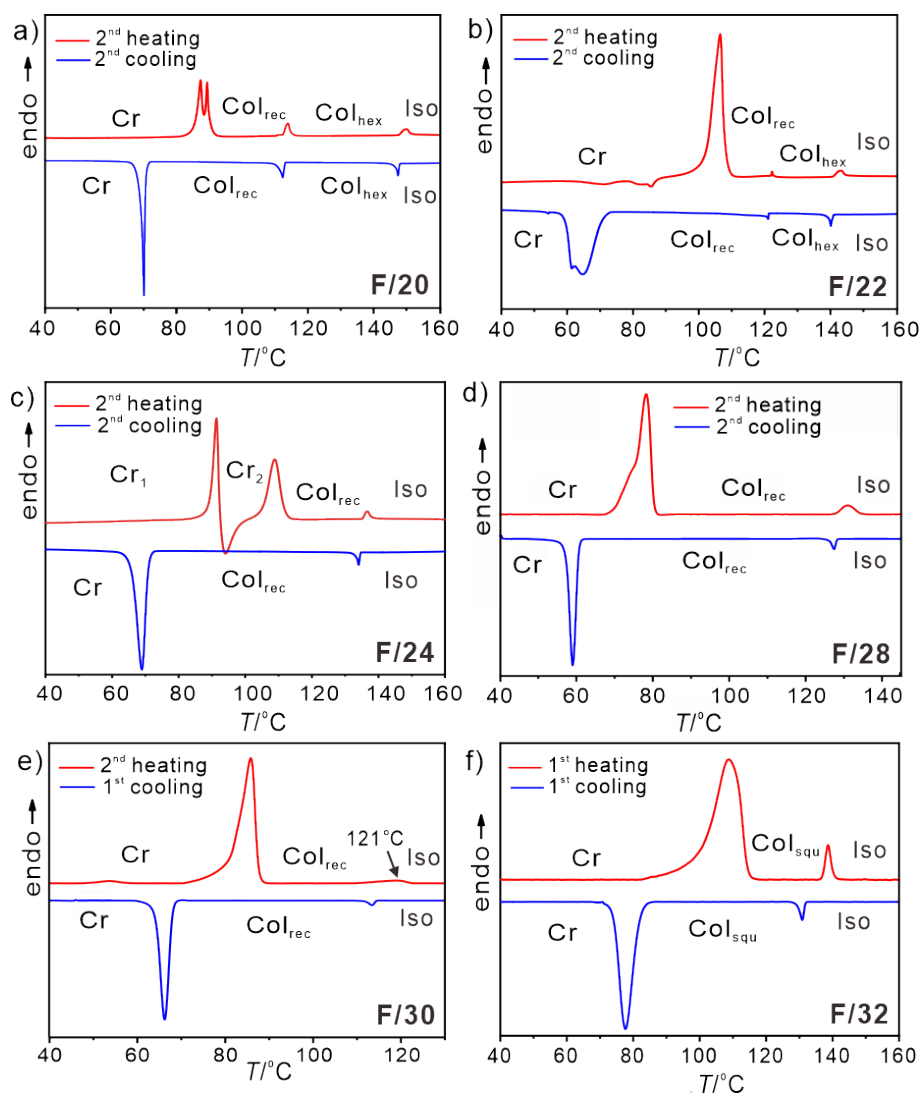 a)
2nd heating
2nd cooling
endo →
Cr Colrec Colhex Iso
Cr Colrec Colhex Iso
F/20
40 60 80 100 120 140 160
T/°C
b)
2nd heating
2nd cooling
endo →
Cr Colrec Colhex Iso
Cr Colrec Colhex Iso
F/22
40 60 80 100 120 140 160
T/°C
c)
2nd heating
2nd cooling
endo →
Cr1 Cr2 Colrec Iso
Cr Colrec Iso
F/24
40 60 80 100 120 140 160
T/°C
d)
2nd heating
2nd cooling
endo →
Cr Colrec Iso
Cr Colrec Iso
F/28
40 60 80 100 120 140
T/°C
e)
2nd heating
1st cooling
endo →
121°C
Cr Colrec Iso
Cr Colrec Iso
F/30
40 60 80 100 120
T/°C
f)
1st heating
1st cooling
endo →
Cr Colsqu Iso
Cr Colsqu Iso
F/32
40 60 80 100 120 140 160
T/°C